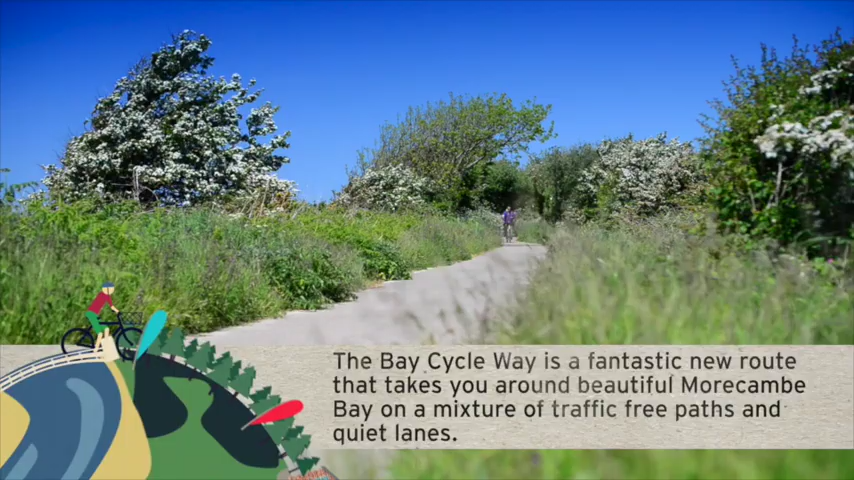 The Bay Cycle Way is a fantastic new route
that takes you around beautiful Morecambe
Bay on a mixture of traffic free paths and
quiet lanes.